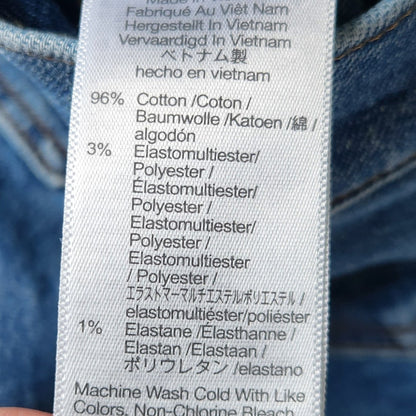 Made In Vietnam
Fabriqué Au Viêt Nam
Hergestellt In Vietnam
Vervaardigd In Vietnam
ベトナム製
hecho en vietnam
96% Cotton /Coton /
Baumwolle /Katoen /綿 /
algodón
3% Elastomultiester/
Polyester /
Élastomultiester/
Polyester /
Elastomultiester/
Polyester /
Elastomultiester
/ Polyester /
エラストマーマルチエステル/ポリエステル /
elastomultiéster/poliéster
1% Elastane /Élasthanne /
Elastan /Elastaan /
ポリウレタン /elastano
Machine Wash Cold With Like
Colors, Non-Chlorine Bleach